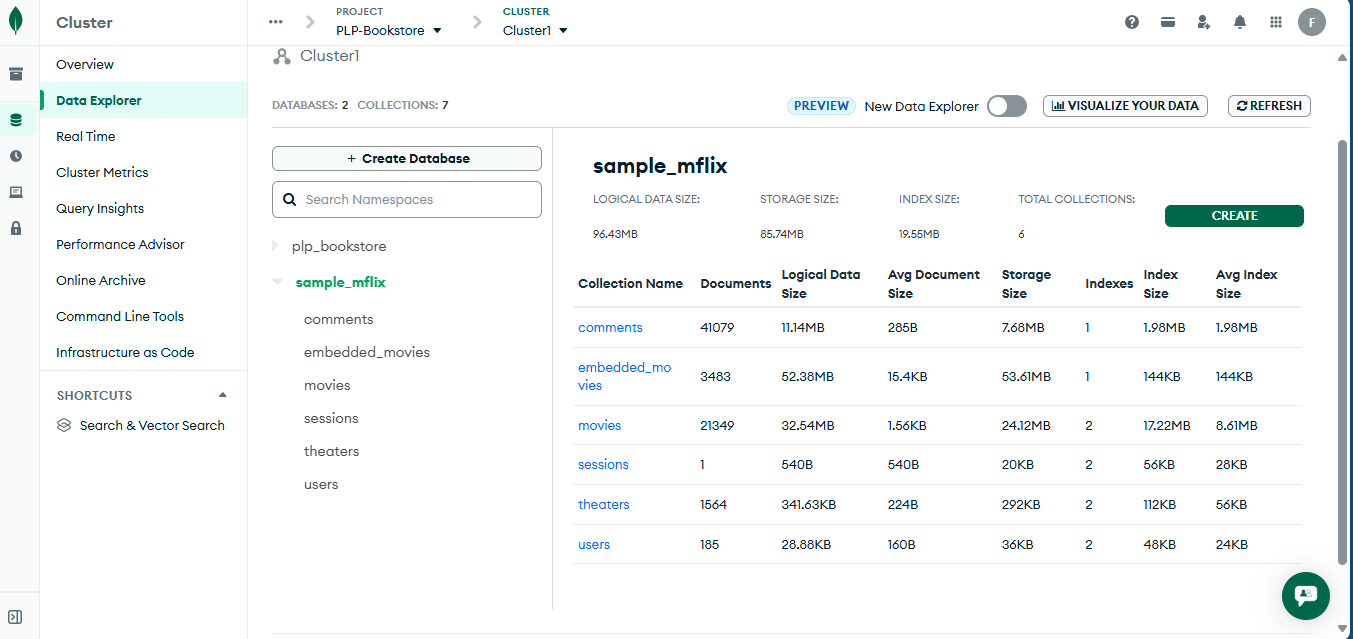 Cluster
PROJECT
PLP-Bookstore
CLUSTER
Cluster1
F
Overview
Data Explorer
Real Time
Cluster Metrics
Query Insights
Performance Advisor
Online Archive
Command Line Tools
Infrastructure as Code
SHORTCUTS
Search & Vector Search
Cluster1
DATABASES: 2 COLLECTIONS: 7
PREVIEW New Data Explorer
VISUALIZE YOUR DATA
REFRESH
+ Create Database
Search Namespaces
plp_bookstore
sample_mflix
comments
embedded_movies
movies
sessions
theaters
users
sample_mflix
LOGICAL DATA SIZE: STORAGE SIZE: INDEX SIZE: TOTAL COLLECTIONS:
96.43MB 85.74MB 19.55MB 6
CREATE
Collection Name Documents Logical Data Size Avg Document Size Storage Size Indexes Index Size Avg Index Size
comments 41079 11.14MB 285B 7.68MB 1 1.98MB 1.98MB
embedded_movies 3483 52.38MB 15.4KB 53.61MB 1 144KB 144KB
movies 21349 32.54MB 1.56KB 24.12MB 2 17.22MB 8.61MB
sessions 1 540B 540B 20KB 2 56KB 28KB
theaters 1564 341.63KB 224B 292KB 2 112KB 56KB
users 185 28.88KB 160B 36KB 2 48KB 24KB